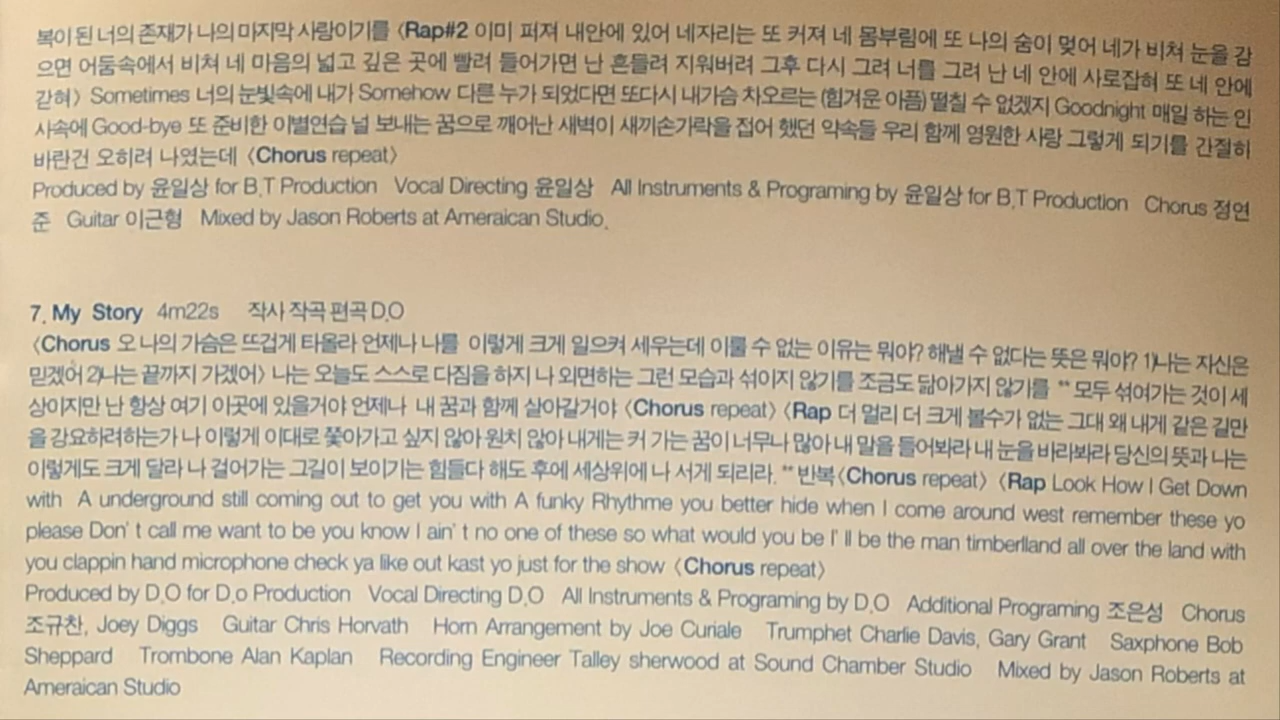 복이 된 너의 존재가 나의 마지막 사랑이기를 〈Rap#2 이미 퍼져 내안에 있어 네자리는 또 커져 네 몸부림에 또 나의 숨이 멎어 네가 비쳐 눈을 감
으면 어둠속에서 비쳐 네 마음의 넓고 깊은 곳에 빨려 들어가면 난 흔들려 지워버려 그후 다시 그려 너를 그려 난 네 안에 사로잡혀 또 네 안에
갇혀〉 Sometimes 너의 눈빛속에 내가 Somehow 다른 누가 되었다면 또다시 내가슴 차오르는 (힘겨운 아픔) 떨칠 수 없겠지 Goodnight 매일 하는 인
사속에 Good-bye 또 준비한 이별연습 널 보내는 꿈으로 깨어난 새벽이 새끼손가락을 접어 했던 약속들 우리 함께 영원한 사랑 그렇게 되기를 간절히
바란건 오히려 나였는데 〈Chorus repeat〉
Produced by 윤일상 for B.T Production Vocal Directing 윤일상 All Instruments & Programing by 윤일상 for B.T Production Chorus 정연
준 Guitar 이근형 Mixed by Jason Roberts at Ameraican Studio.
7. My Story 4m22s 작사 작곡 편곡 D.O
〈Chorus 오 나의 가슴은 뜨겁게 타올라 언제나 나를 이렇게 크게 일으켜 세우는데 이룰 수 없는 이유는 뭐야? 해낼 수 없다는 뜻은 뭐야? 1)나는 자신은
믿겠어 2)나는 끝까지 가겠어〉 나는 오늘도 스스로 다짐을 하지 나 외면하는 그런 모습과 섞이지 않기를 조금도 닮아가지 않기를 ** 모두 섞여가는 것이 세
상이지만 난 항상 여기 이곳에 있을거야 언제나 내 꿈과 함께 살아갈거야 〈Chorus repeat〉 〈Rap 더 멀리 더 크게 볼수가 없는 그대 왜 내게 같은 길만
을 강요하려하는가 나 이렇게 이대로 쫓아가고 싶지 않아 원치 않아 내게는 커 가는 꿈이 너무나 많아 내 말을 들어봐라 내 눈을 바라봐라 당신의 뜻과 나는
이렇게도 크게 달라 나 걸어가는 그길이 보이기는 힘들다 해도 후에 세상위에 나 서게 되리라. ** 반복 〈Chorus repeat〉 〈Rap Look How I Get Down
with A underground still coming out to get you with A funky Rhythme you better hide when I come around west remember these yo
please Don' t call me want to be you know I ain' t no one of these so what would you be I' ll be the man timberlland all over the land with
you clappin hand microphone check ya like out kast yo just for the show 〈Chorus repeat〉
Produced by D.O for D.o Production Vocal Directing D.O All Instruments & Programing by D.O Additional Programing 조은성 Chorus
조규찬, Joey Diggs Guitar Chris Horvath Horn Arrangement by Joe Curiale Trumphet Charlie Davis, Gary Grant Saxphone Bob
Sheppard Trombone Alan Kaplan Recording Engineer Talley sherwood at Sound Chamber Studio Mixed by Jason Roberts at
Ameraican Studio